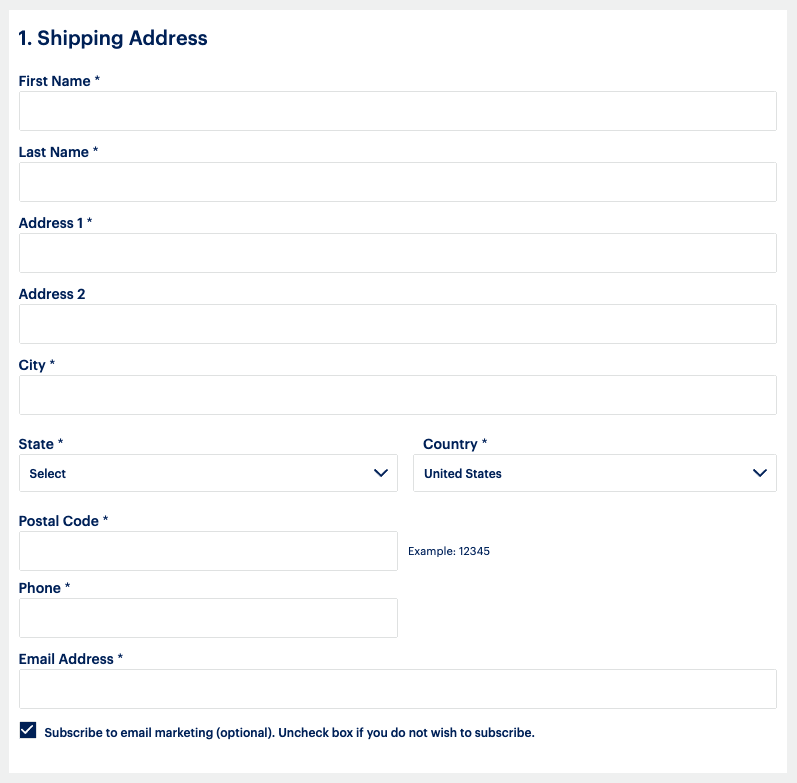 1. Shipping Address
First Name *
Last Name *
Address 1 *
Address 2
City *
State * Country *
Select United States
Postal Code *
Example: 12345
Phone *
Email Address *
Subscribe to email marketing (optional). Uncheck box if you do not wish to subscribe.